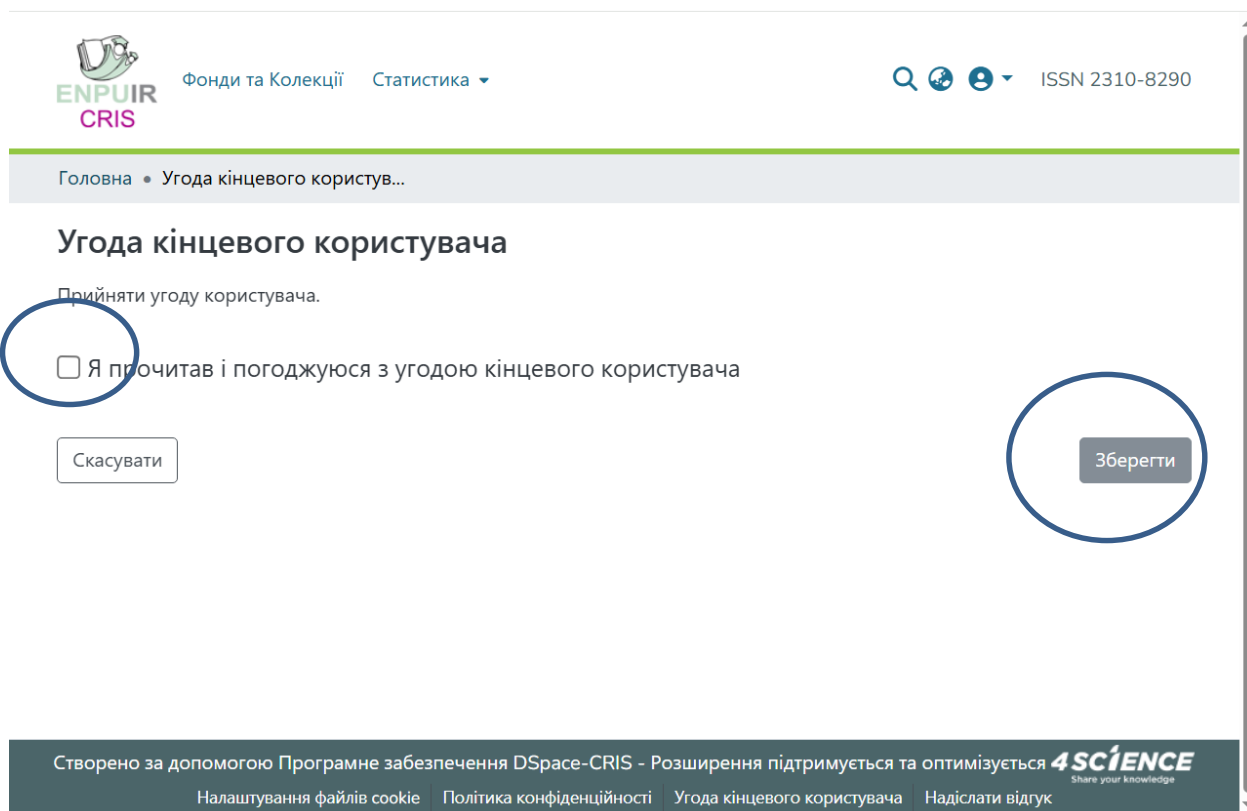 ENPUIR
CRIS
Фонди та Колекції Статистика ISSN 2310-8290
Головна • Угода кінцевого користув...
Угода кінцевого користувача
Прийняти угоду користувача.
Я прочитав і погоджуюся з угодою кінцевого користувача
Скасувати Зберегти
Створено за допомогою Програмне забезпечення DSpace-CRIS - Розширення підтримується та оптимізується 4SCIENCE
Share your knowledge
Налаштування файлів cookie Політика конфіденційності Угода кінцевого користувача Надіслати відгук